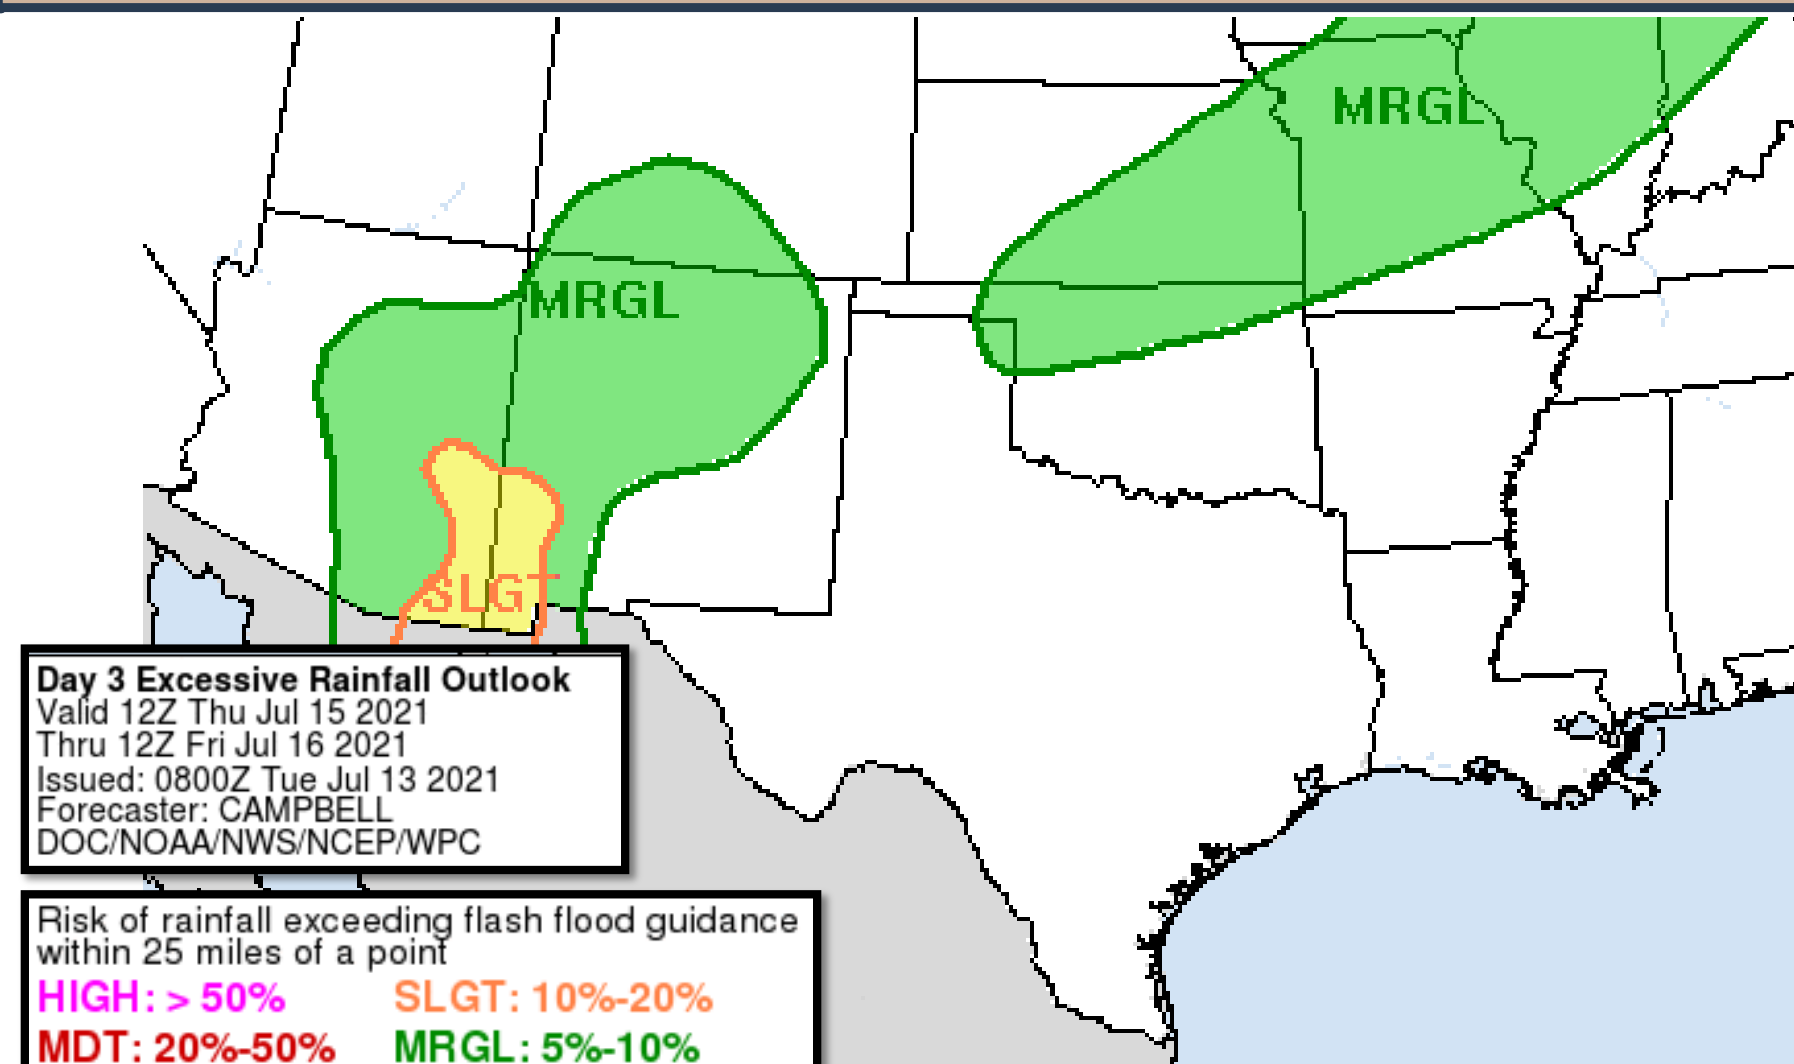 MRGL
MRGL
SLGT
Day 3 Excessive Rainfall Outlook
Valid 12Z Thu Jul 15 2021
Thru 12Z Fri Jul 16 2021
Issued: 0800Z Tue Jul 13 2021
Forecaster: CAMPBELL
DOC/NOAA/NWS/NCEP/WPC
Risk of rainfall exceeding flash flood guidance
within 25 miles of a point
HIGH: > 50% SLGT: 10%-20%
MDT: 20%-50% MRGL: 5%-10%